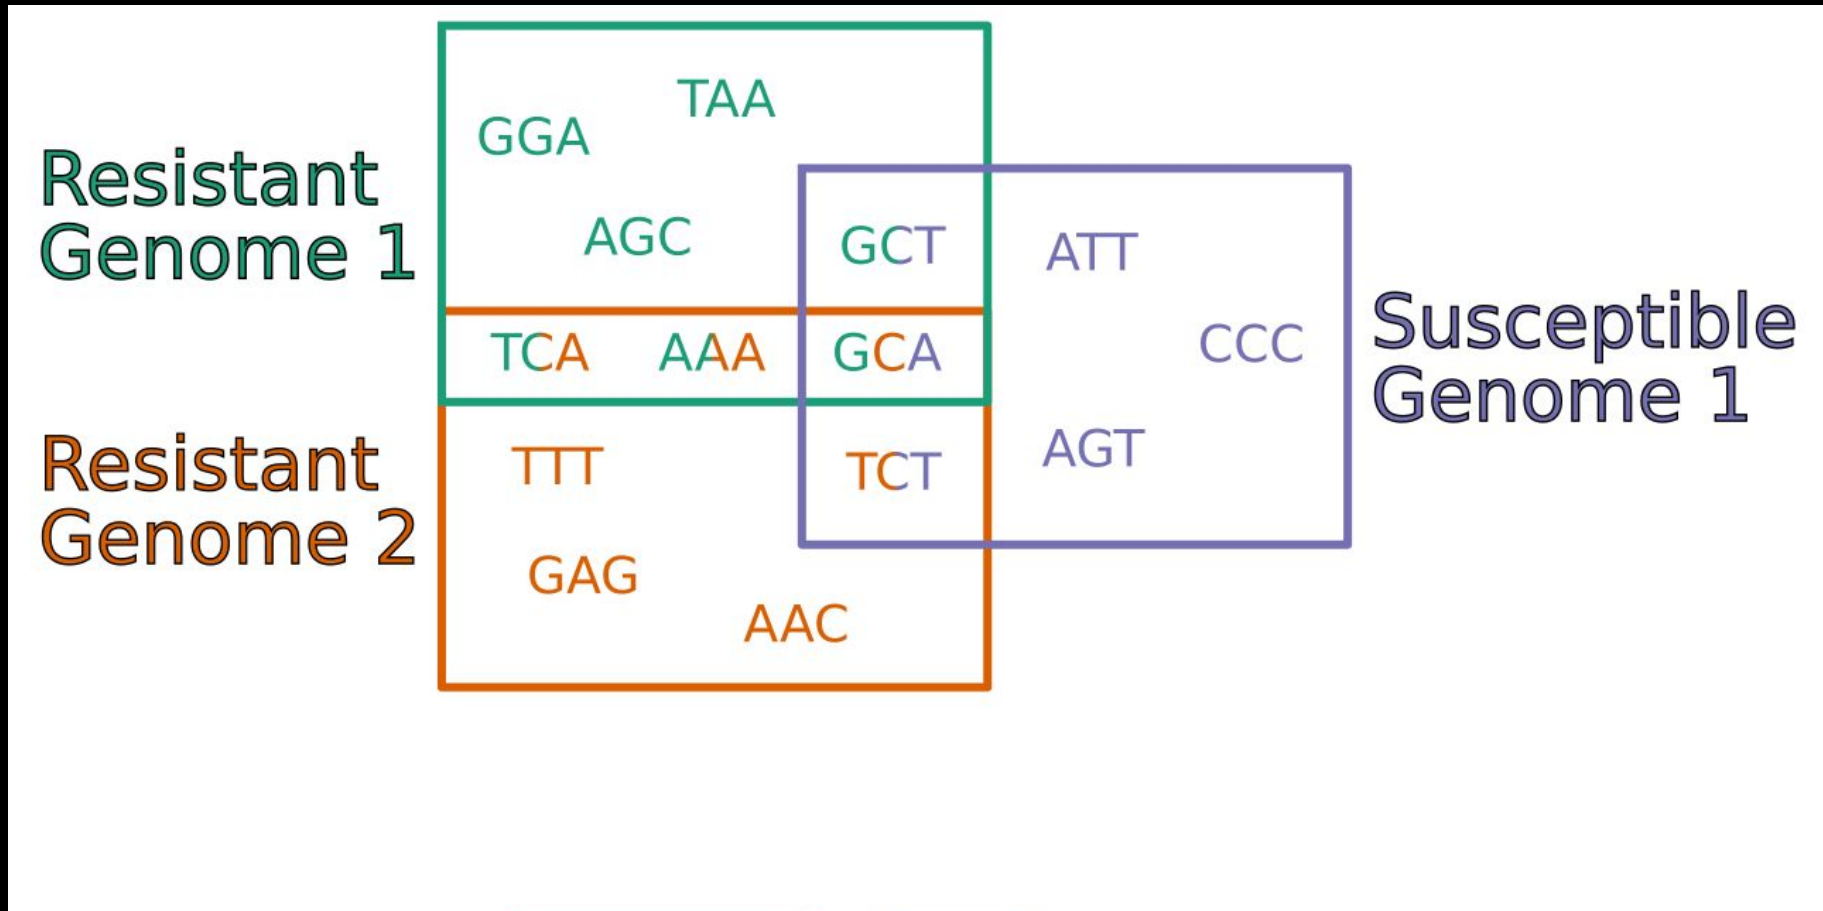 TAA
GGA
Resistant
Genome 1
AGC
GCT
ATT
Susceptible
Genome 1
CCC
TCA AAA GCA
Resistant
Genome 2
TTT
TCT
AGT
GAG
AAC